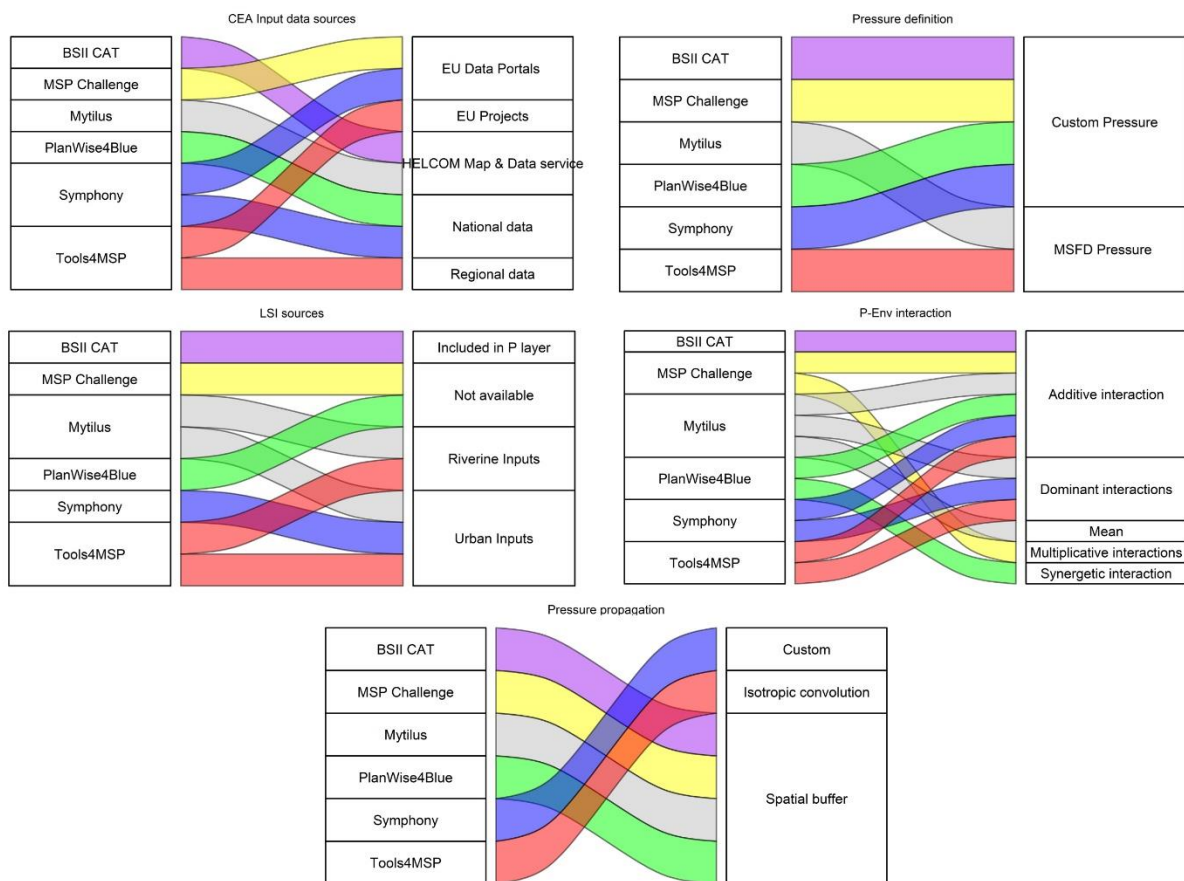 CEA Input data sources
BSII CAT
MSP Challenge
Mytilus
PlanWise4Blue
Symphony
Tools4MSP
EU Data Portals
EU Projects
HELCOM Map & Data service
National data
Regional data
Pressure definition
BSII CAT
MSP Challenge
Mytilus
PlanWise4Blue
Symphony
Tools4MSP
Custom Pressure
MSFD Pressure
LSI sources
BSII CAT
MSP Challenge
Mytilus
PlanWise4Blue
Symphony
Tools4MSP
Included in P layer
Not available
Riverine Inputs
Urban Inputs
P-Env interaction
BSII CAT
MSP Challenge
Mytilus
PlanWise4Blue
Symphony
Tools4MSP
Additive interaction
Dominant interactions
Mean
Multiplicative interactions
Synergetic interaction
Pressure propagation
BSII CAT
MSP Challenge
Mytilus
PlanWise4Blue
Symphony
Tools4MSP
Custom
Isotropic convolution
Spatial buffer